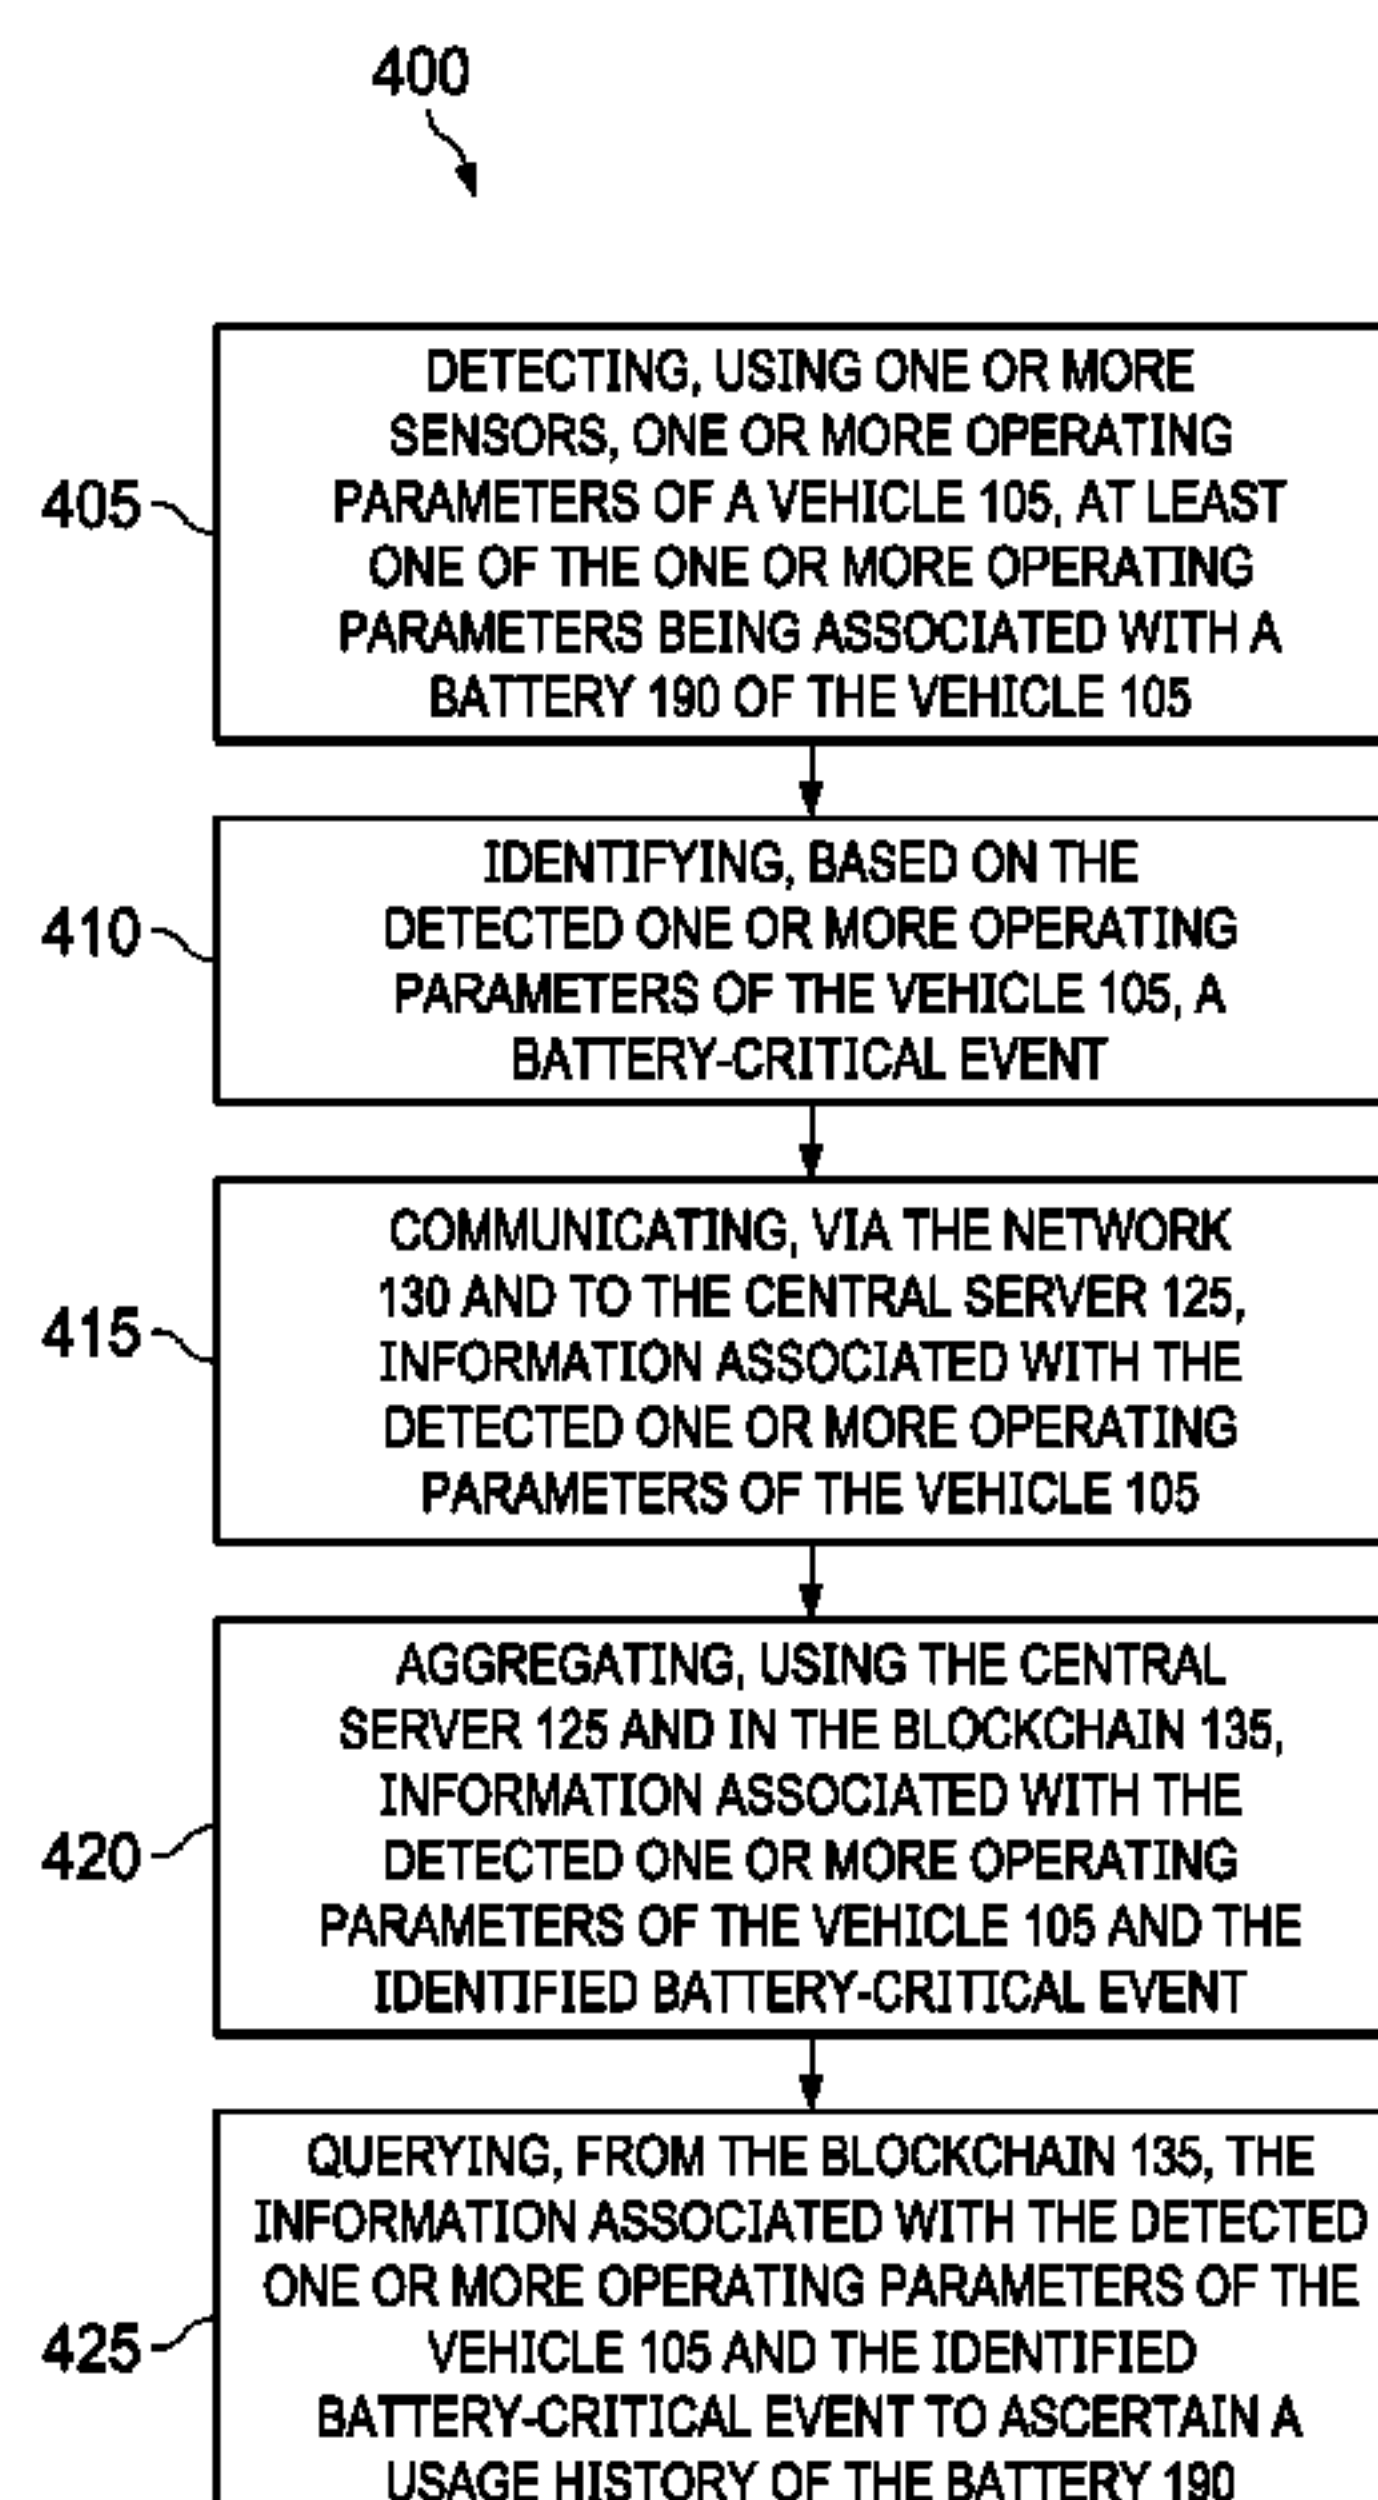 400
405
DETECTING, USING ONE OR MORE
SENSORS, ONE OR MORE OPERATING
PARAMETERS OF A VEHICLE 105, AT LEAST
ONE OF THE ONE OR MORE OPERATING
PARAMETERS BEING ASSOCIATED WITH A
BATTERY 190 OF THE VEHICLE 105
410
IDENTIFYING, BASED ON THE
DETECTED ONE OR MORE OPERATING
PARAMETERS OF THE VEHICLE 105, A
BATTERY-CRITICAL EVENT
415
COMMUNICATING, VIA THE NETWORK
130 AND TO THE CENTRAL SERVER 125,
INFORMATION ASSOCIATED WITH THE
DETECTED ONE OR MORE OPERATING
PARAMETERS OF THE VEHICLE 105
420
AGGREGATING, USING THE CENTRAL
SERVER 125 AND IN THE BLOCKCHAIN 135,
INFORMATION ASSOCIATED WITH THE
DETECTED ONE OR MORE OPERATING
PARAMETERS OF THE VEHICLE 105 AND THE
IDENTIFIED BATTERY-CRITICAL EVENT
425
QUERYING, FROM THE BLOCKCHAIN 135, THE
INFORMATION ASSOCIATED WITH THE DETECTED
ONE OR MORE OPERATING PARAMETERS OF THE
VEHICLE 105 AND THE IDENTIFIED
BATTERY-CRITICAL EVENT TO ASCERTAIN A
USAGE HISTORY OF THE BATTERY 190